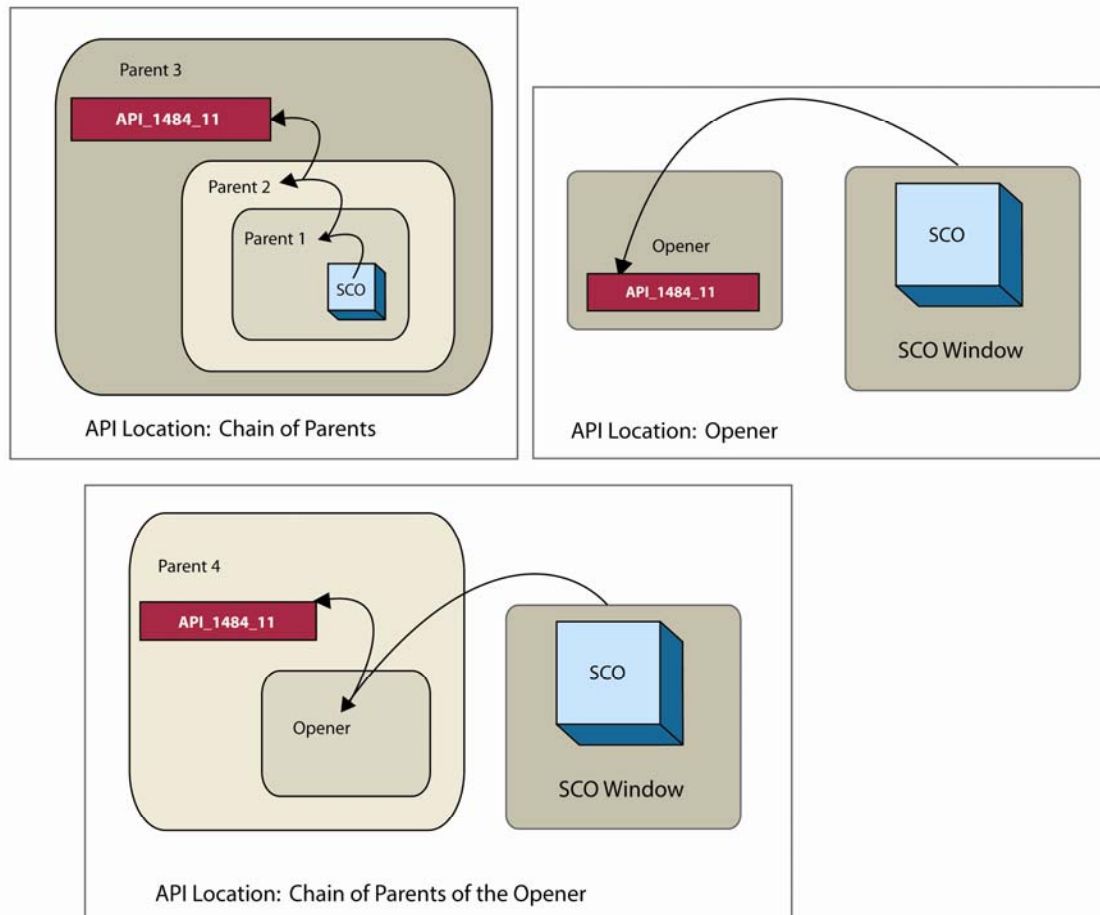 Parent 3
API_1484_11
Parent 2
Parent 1
SCO
API Location: Chain of Parents
SCO
Opener
API_1484_11
SCO Window
API Location: Opener
Parent 4
API_1484_11
SCO
Opener
SCO Window
API Location: Chain of Parents of the Opener